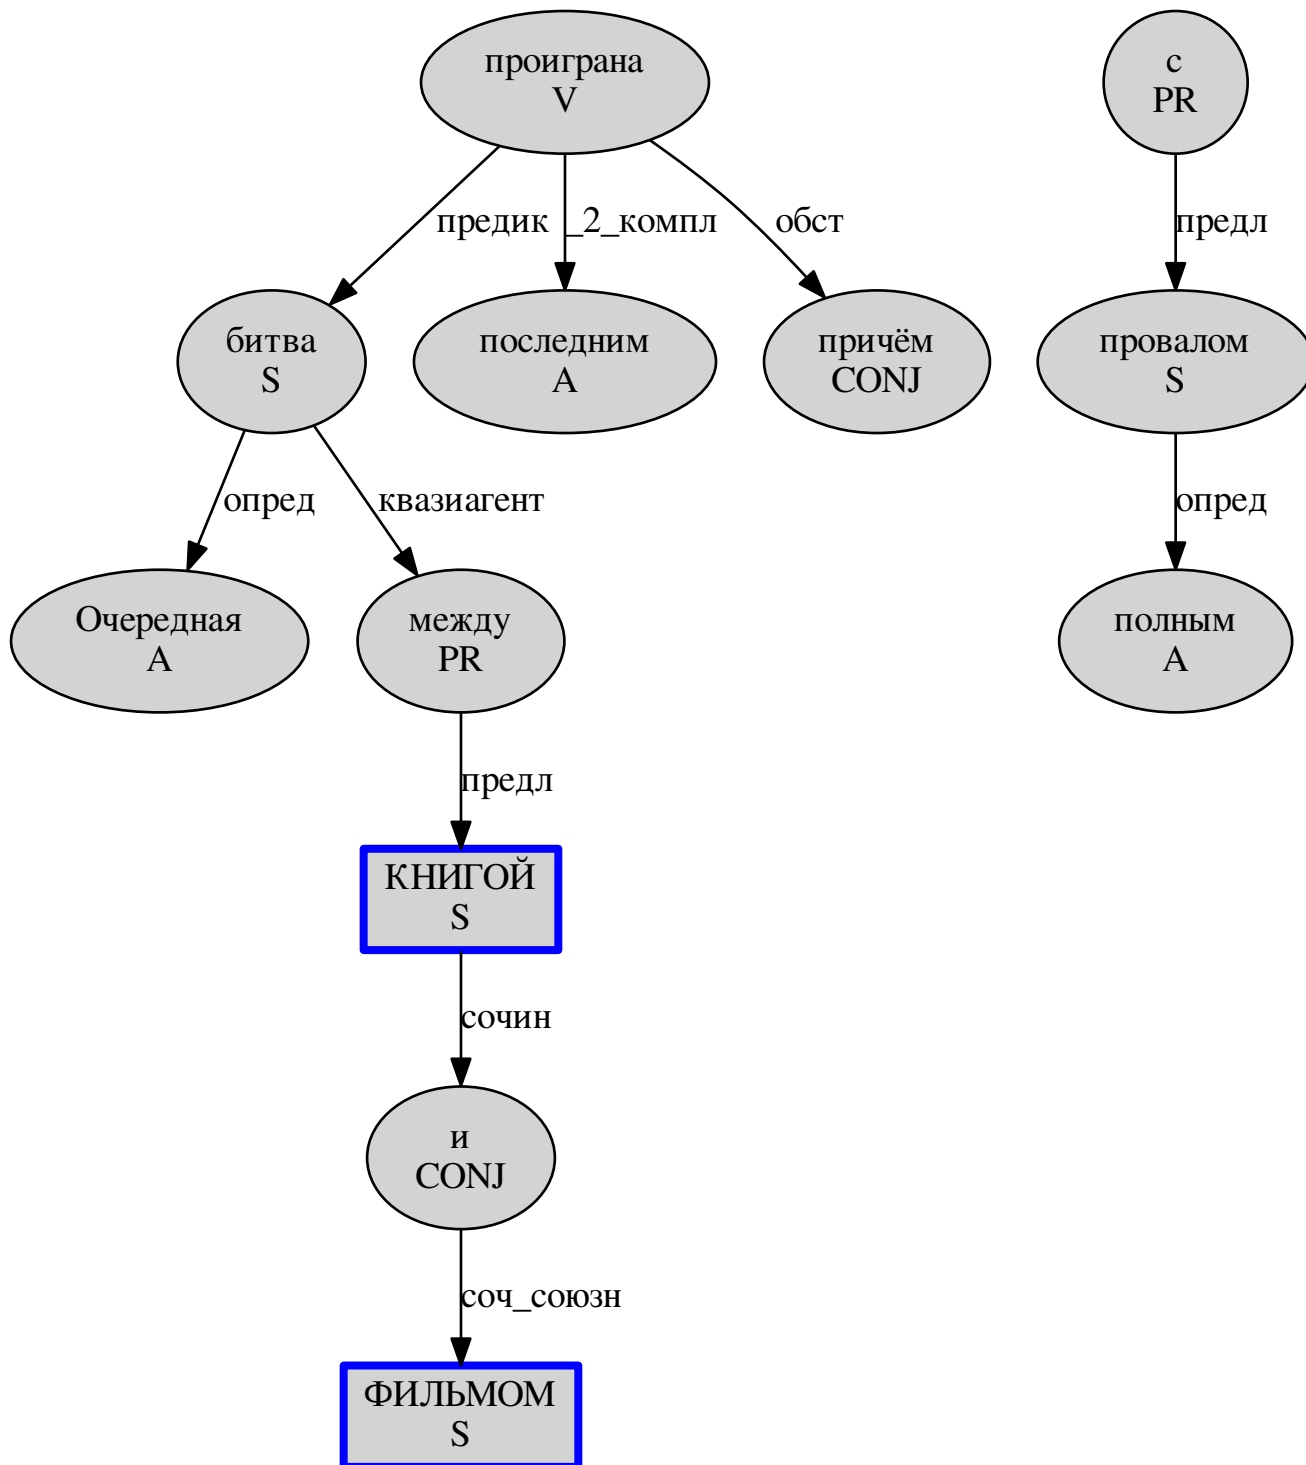 проиграна
V
с
PR
предик
_2_компл
обст
предл
битва
S
последним
A
причём
CONJ
провалом
S
опред
квазиагент
опред
Очередная
A
между
PR
полным
A
предл
КНИГОЙ
S
сочин
и
CONJ
соч_союзн
ФИЛЬМОМ
S